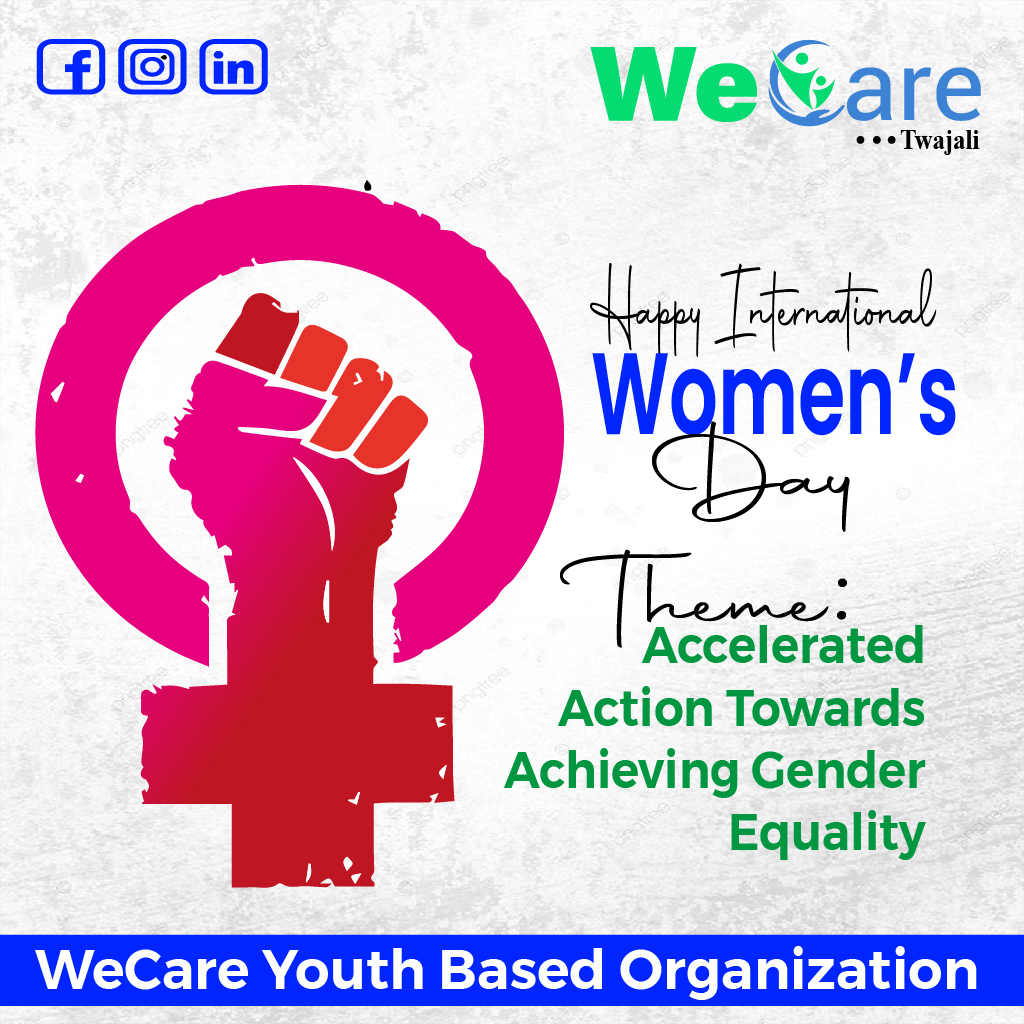 WeCare
...Twajali
Happy International
Women's
Day
Theme:
Accelerated
Action Towards
Achieving Gender
Equality
WeCare Youth Based Organization